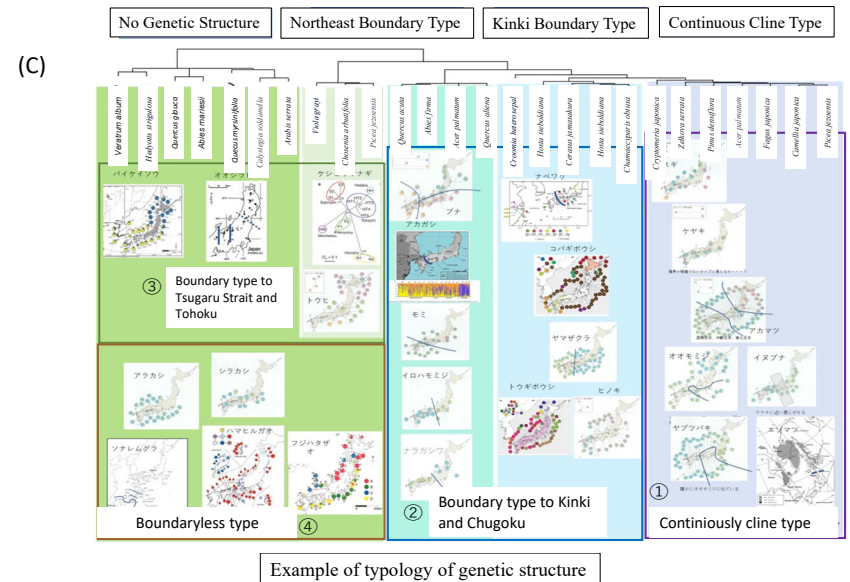 No Genetic Structure
Northeast Boundary Type
Kinki Boundary Type
Continuous Cline Type
(C)
Veratrum album
Hedyotis strigulosa
Quercus glauca
Abies mariesii
Quercus myrsinifolia
Calystegia soldanella
Arabis serrata
Viola grayi
Chosenia arbutifolia
Picea jezoensis
Quercus acuta
Abies firma
Acer palmatum
Quercus aliena
Croomia heterosepal
Hosta sieboldiana
Cerasus jamasakura
Hosta sieboldiana
Chamaecyparis obtusa
Cryptomeria japonica
Zelkova serrata
Pinus densiflora
Acer palmatum
Fagus japonica
Camellia japonica
Picea jezoensis
バイケイソウ
オオシラ
ケショ
ナギ
ナベワリ
ギ
アカガシ
ブナ
ケヤキ
Japan
③
Boundary type to
Tsugaru Strait and
Tohoku
トウヒ
コバギボウシ
アカマツ
モミ
ヤマザクラ
アラカシ
シラカシ
イロハモミジ
オオモミジ
イヌブナ
トウギボウシ
ヒノキ
ソナレムグラ
ハマヒルガオ
フジハタザ
オ
ナラガシワ
ヤブツバキ
エゾマツ
Boundaryless type
④
②
Boundary type to Kinki
and Chugoku
①
Continiously cline type
Example of typology of genetic structure